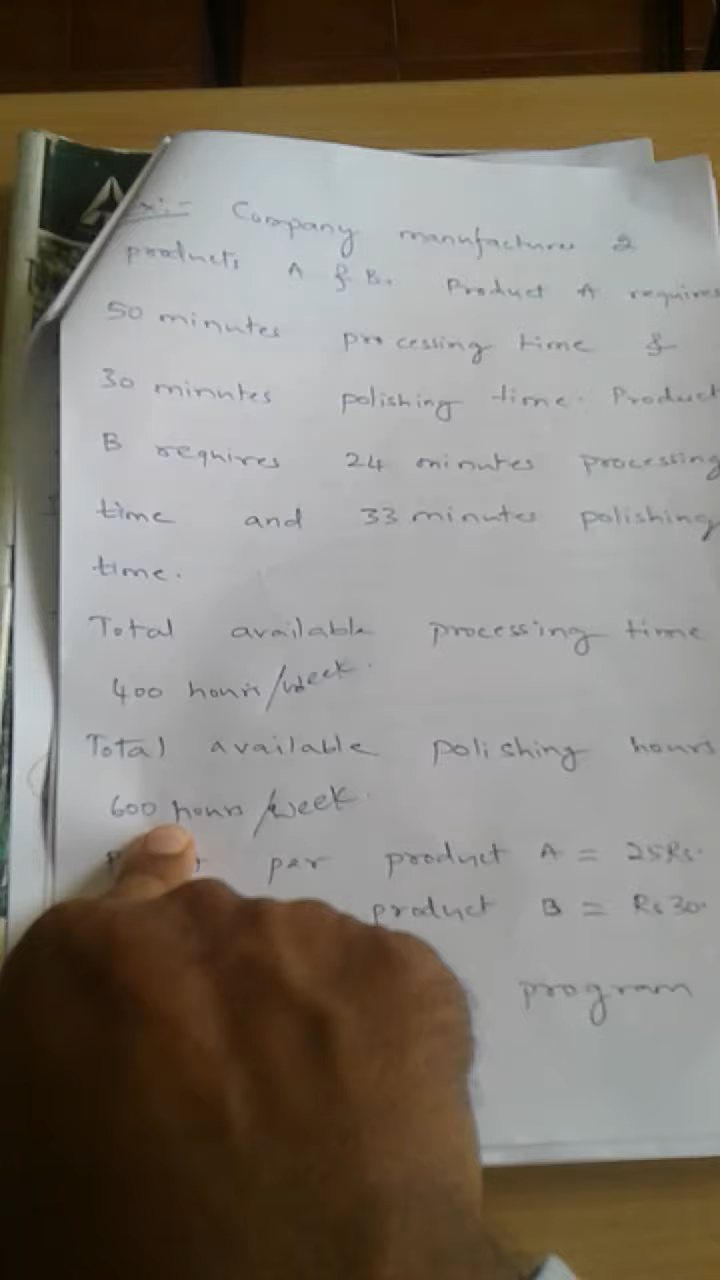 Ex:- Company manufactures 2
products A & B. Product A requires
50 minutes processing time &
30 minutes polishing time. Product
B requires 24 minutes processing
time and 33 minutes polishing
time.
Total available processing time
400 hours/week.
Total available polishing hours
600 hours/week.
per product A = 25Rs.
product B = Rs 30.
program